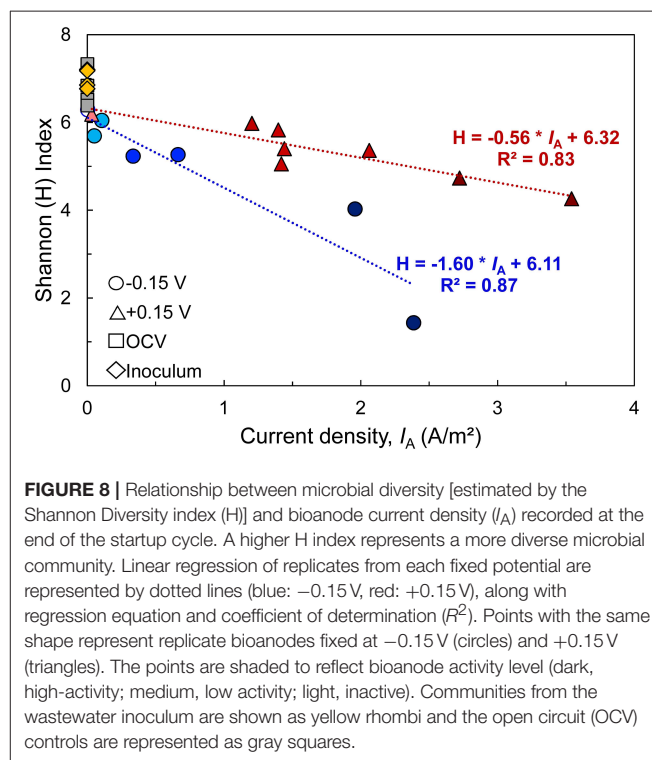 8
6
4
2
0
Shannon (H) Index
H = -0.56 * I_A + 6.32
R² = 0.83
H = -1.60 * I_A + 6.11
R² = 0.87
-0.15 V
+0.15 V
OCV
Inoculum
0 1 2 3 4
Current density, I_A (A/m²)
FIGURE 8 | Relationship between microbial diversity [estimated by the
Shannon Diversity index (H)] and bioanode current density (I_A) recorded at the
end of the startup cycle. A higher H index represents a more diverse microbial
community. Linear regression of replicates from each fixed potential are
represented by dotted lines (blue: −0.15 V, red: +0.15 V), along with
regression equation and coefficient of determination (R²). Points with the same
shape represent replicate bioanodes fixed at −0.15 V (circles) and +0.15 V
(triangles). The points are shaded to reflect bioanode activity level (dark,
high-activity; medium, low activity; light, inactive). Communities from the
wastewater inoculum are shown as yellow rhombi and the open circuit (OCV)
controls are represented as gray squares.